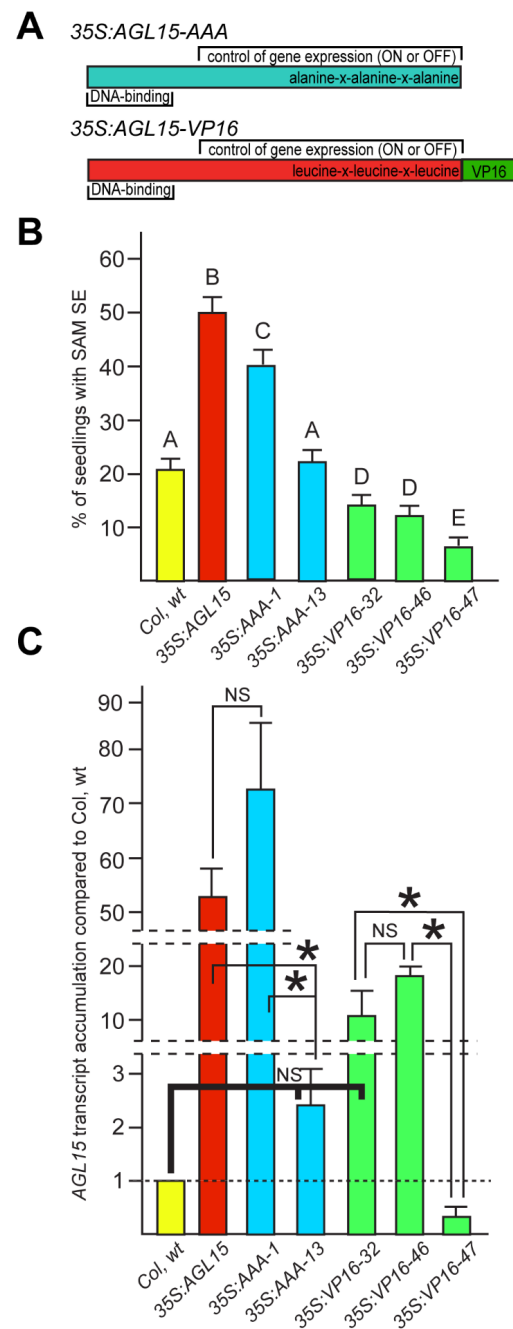 A
35S:AGL15-AAA
control of gene expression (ON or OFF)
alanine-x-alanine-x-alanine
DNA-binding
35S:AGL15-VP16
control of gene expression (ON or OFF)
leucine-x-leucine-x-leucine VP16
DNA-binding
B
% of seedlings with SAM SE
60
50
40
30
20
10
A B C A D D E
Col, wt
35S:AGL15
35S:AAA-1
35S:AAA-13
35S:VP16-32
35S:VP16-46
35S:VP16-47
C
AGL15 transcript accumulation compared to Col, wt
90
80
70
60
50
20
10
3
2
1
NS
*
*
*
NS *
NS
Col, wt
35S:AGL15
35S:AAA-1
35S:AAA-13
35S:VP16-32
35S:VP16-46
35S:VP16-47